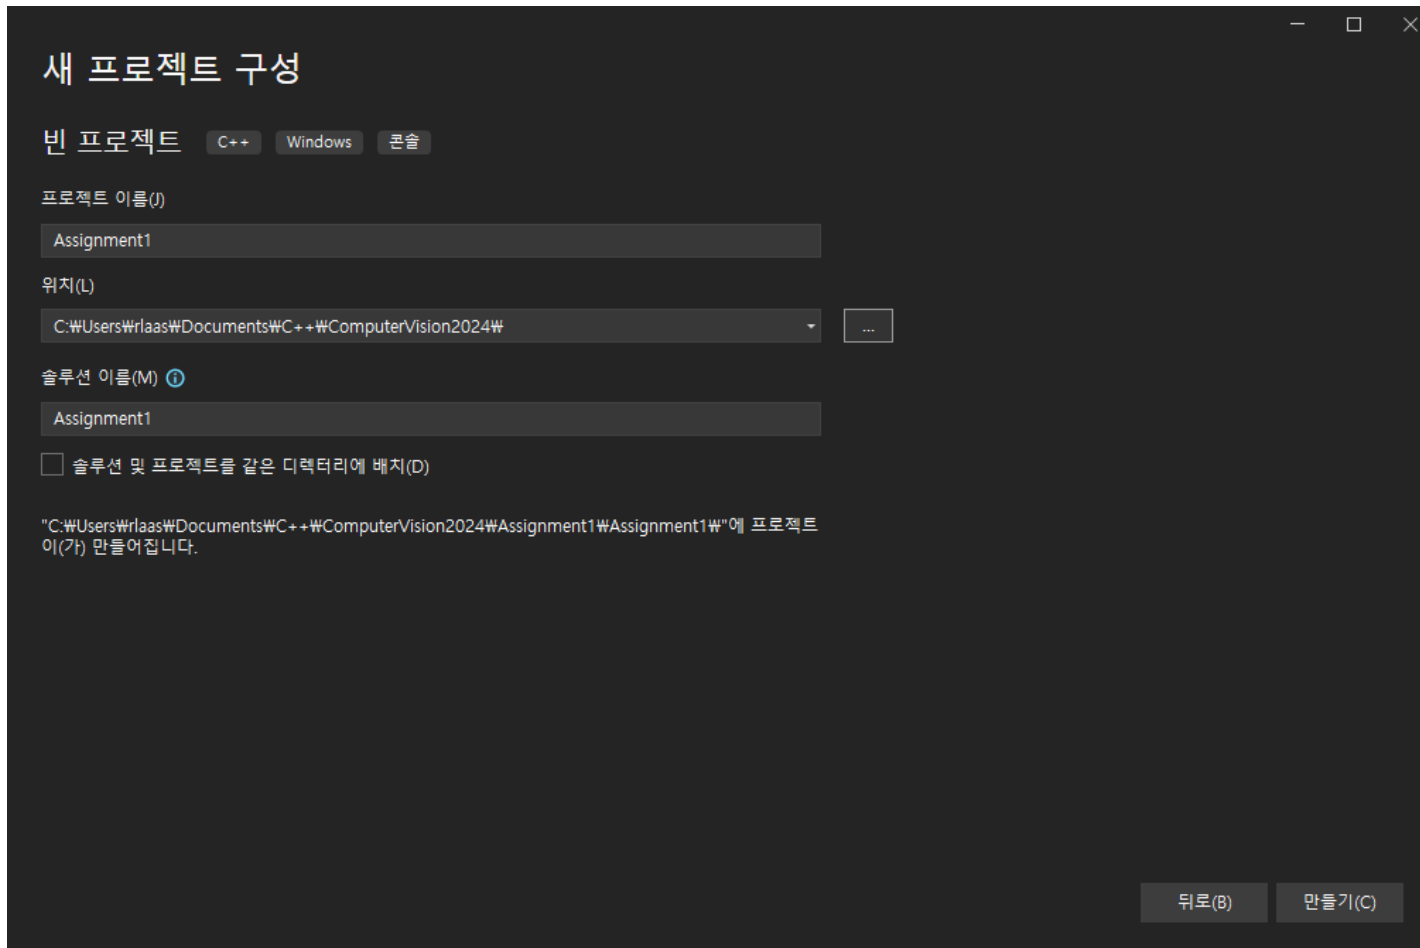 새 프로젝트 구성
빈 프로젝트 C++ Windows 콘솔
프로젝트 이름(J)
Assignment1
위치(L)
C:₩Users₩rlaas₩Documents₩C++₩ComputerVision2024₩
...
솔루션 이름(M)
Assignment1
솔루션 및 프로젝트를 같은 디렉터리에 배치(D)
"C:₩Users₩rlaas₩Documents₩C++₩ComputerVision2024₩Assignment1₩Assignment1₩"에 프로젝트
이(가) 만들어집니다.
뒤로(B) 만들기(C)